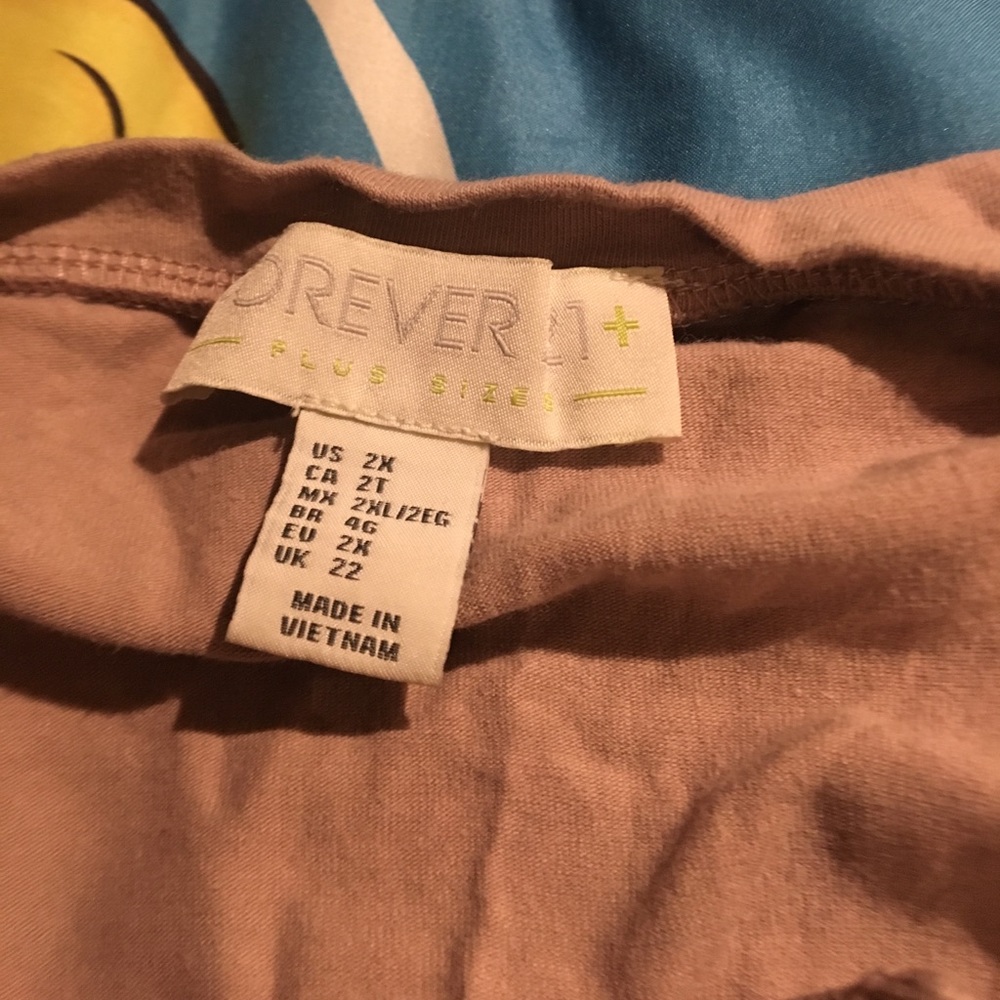 OREVER 21+
PLUS SIZES
US 2X
CA 2T
MX 2XL/2EG
BR 4G
EU 2X
UK 22
MADE IN
VIETNAM